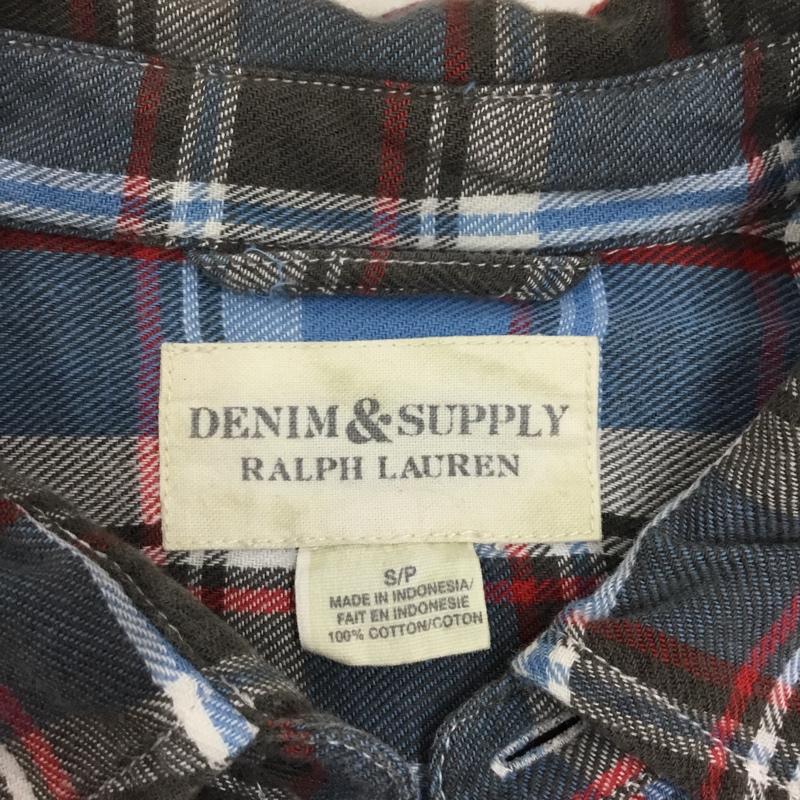 DENIM & SUPPLY
RALPH LAUREN
S/P
MADE IN INDONESIA/
FAIT EN INDONESIE
100% COTTON/COTON